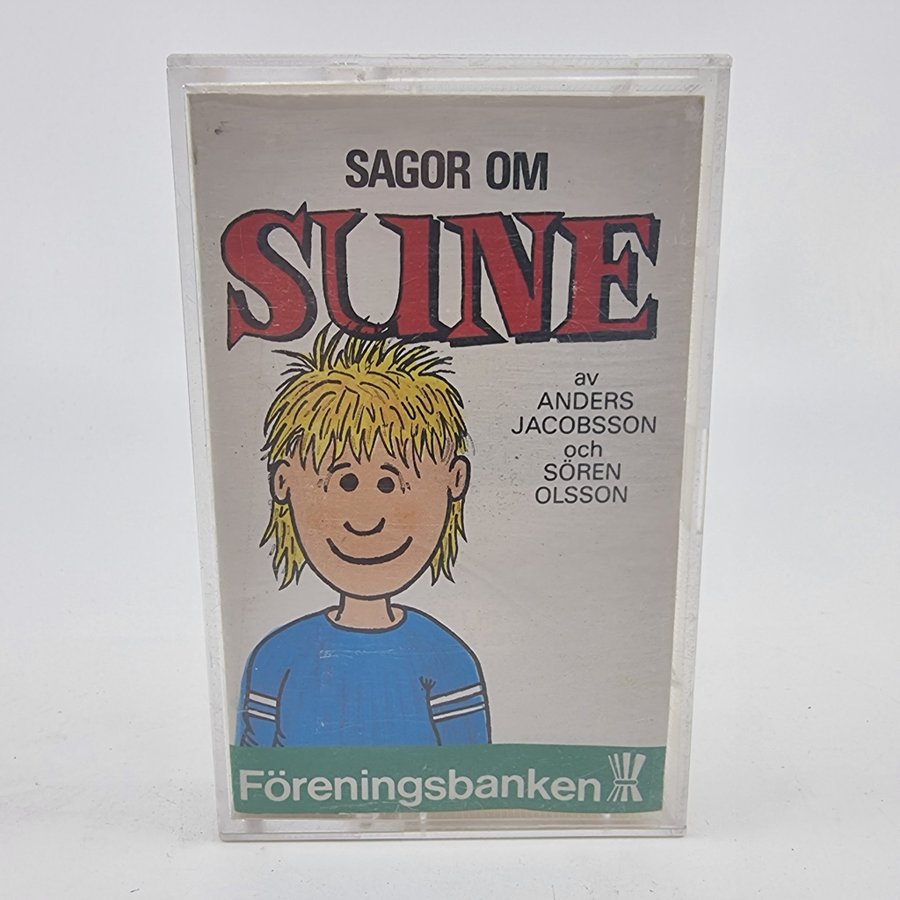 SAGOR OM
SUNE
av
ANDERS
JACOBSSON
och
SÖREN
OLSSON
Föreningsbanken